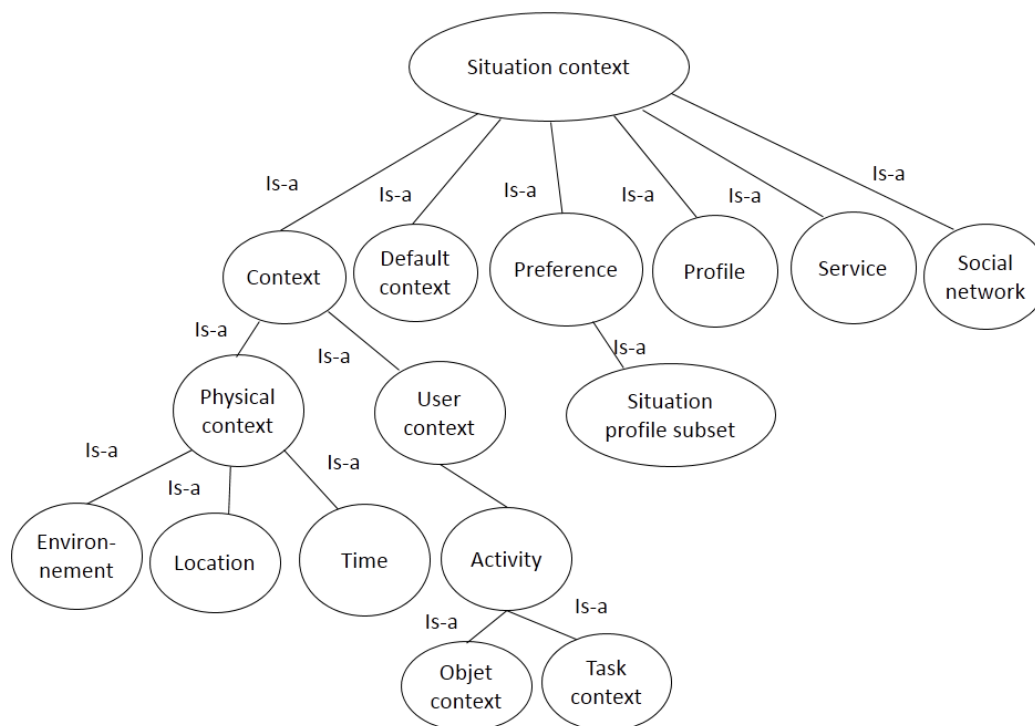 Situation context
Is-a
Is-a
Is-a
Is-a
Is-a
Is-a
Context
Default
context
Preference
Profile
Service
Social
network
Is-a
Is-a
Is-a
Physical
context
User
context
Situation
profile subset
Is-a
Is-a
Is-a
Environ-
nement
Location
Time
Activity
Is-a
Is-a
Objet
context
Task
context